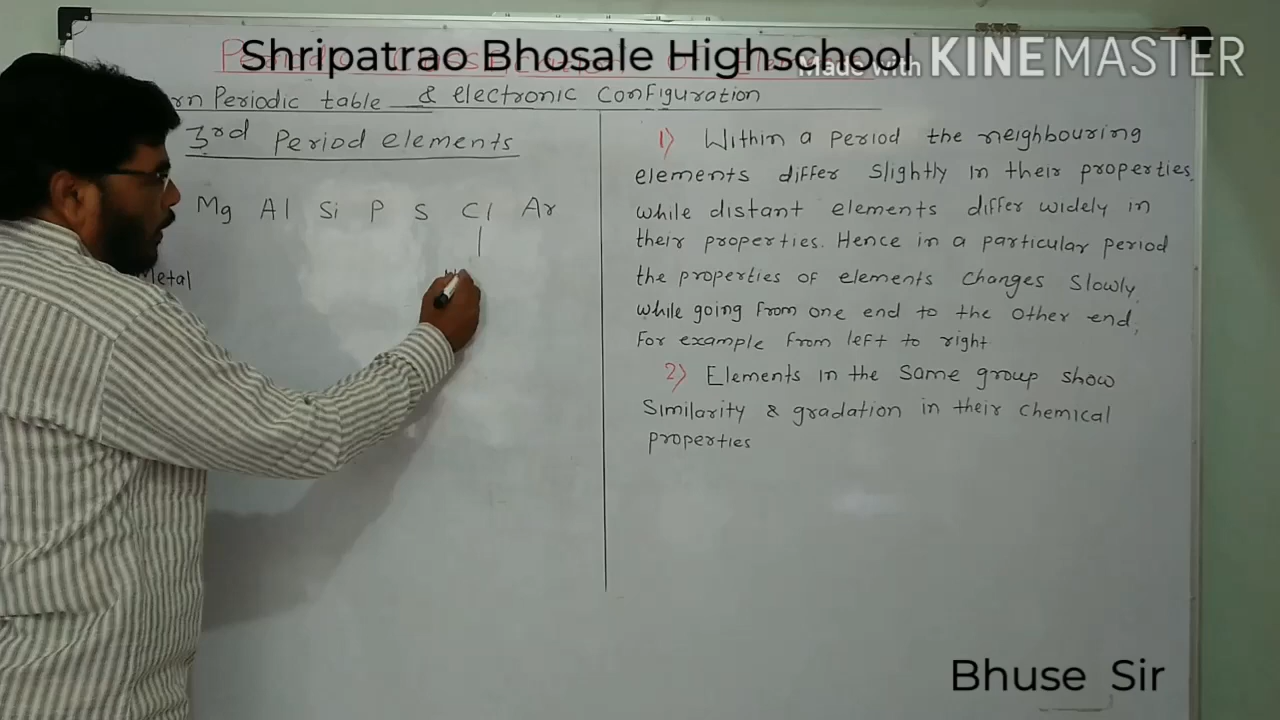 Shripatrao Bhosale Highschool
Made with KINEMASTER
Periodic table & electronic configuration
3rd Period elements
Mg Al Si P S Cl Ar
Metal
1) Within a period the neighbouring
elements differ slightly in their properties
while distant elements differ widely in
their properties. Hence in a particular period
the properties of elements changes slowly
while going from one end to the other end,
For example from left to right
2) Elements in the same group show
Similarity & gradation in their chemical
properties
Bhuse Sir